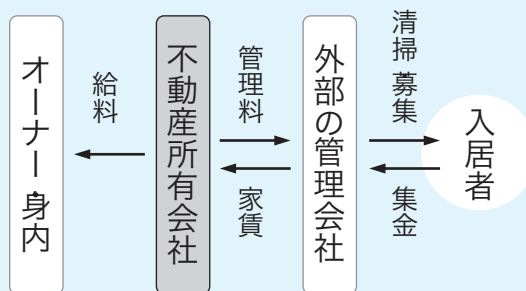 オーナー・身内
給料
不動産所有会社
管理料
家賃
外部の管理会社
清掃 募集
集金
入居者